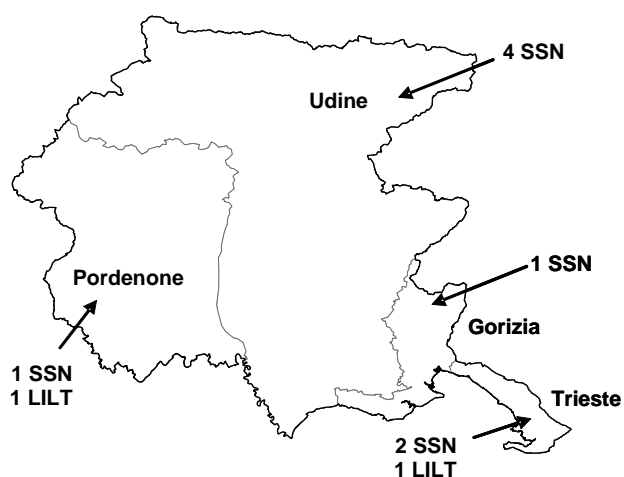 4 SSN
Udine
1 SSN
Pordenone
Gorizia
1 SSN
1 LILT
Trieste
2 SSN
1 LILT